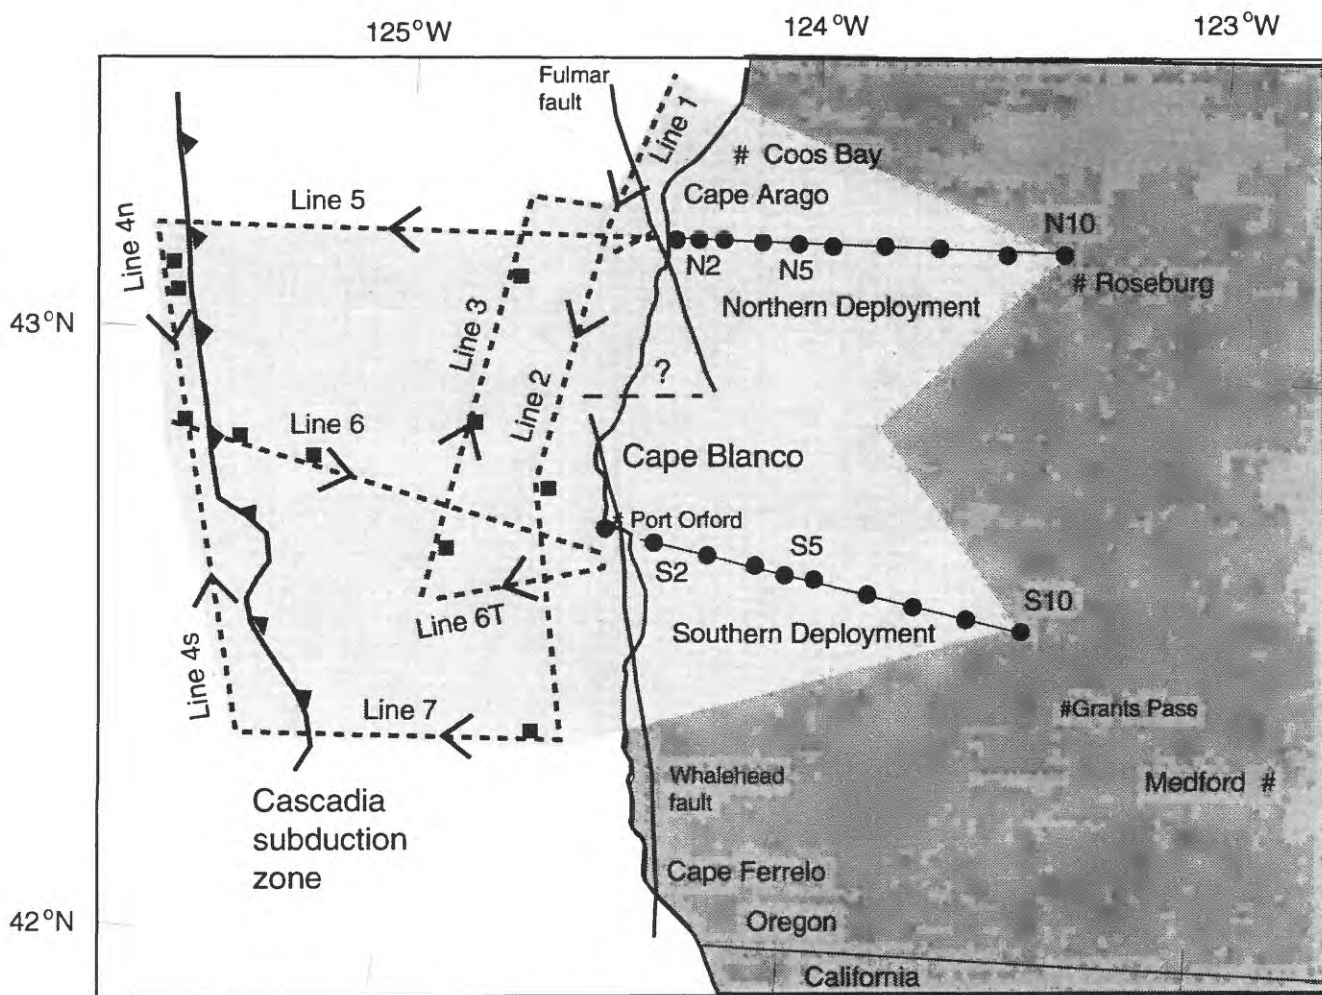 125°W
124°W
123°W
Fulmar
fault
Line 1
# Coos Bay
Cape Arago
Line 5
Line 4n
N10
N2
N5
# Roseburg
Northern Deployment
43°N
Line 3
Line 2
?
Line 6
Cape Blanco
# Port Orford
S5
S2
S10
Line 6T
Southern Deployment
Line 4s
Line 7
#Grants Pass
Whalehead
fault
Medford #
Cascadia
subduction
zone
Cape Ferrelo
42°N
Oregon
California